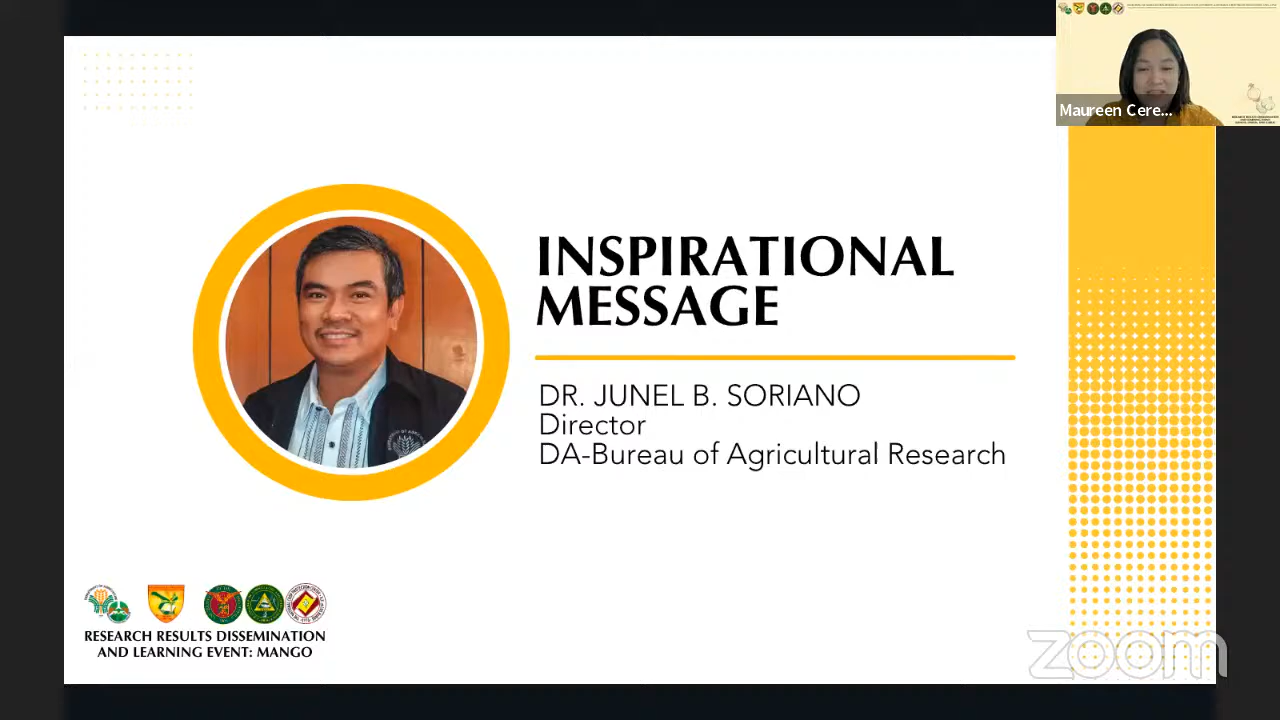 Maureen Cere...
INSPIRATIONAL
MESSAGE
DR. JUNEL B. SORIANO
Director
DA-Bureau of Agricultural Research
RESEARCH RESULTS DISSEMINATION
AND LEARNING EVENT: MANGO
zoom